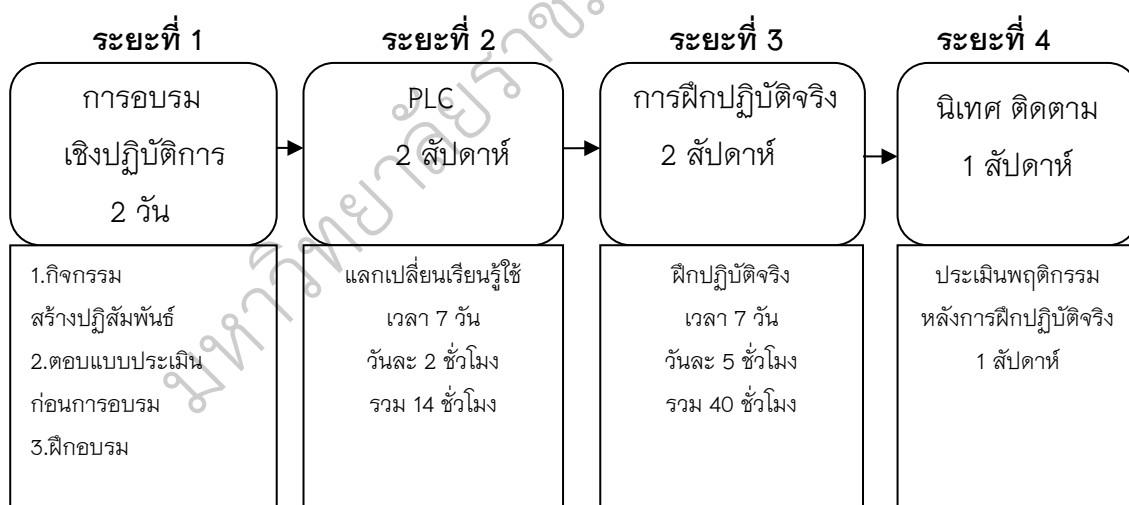 ระยะที่ 1
ระยะที่ 2
ระยะที่ 3
ระยะที่ 4
การอบรม
เชิงปฏิบัติการ
2 วัน
PLC
2 สัปดาห์
การฝึกปฏิบัติจริง
2 สัปดาห์
นิเทศ ติดตาม
1 สัปดาห์
1.กิจกรรม
สร้างปฏิสัมพันธ์
2.ตอบแบบประเมิน
ก่อนการอบรม
3.ฝึกอบรม
แลกเปลี่ยนเรียนรู้ใช้
เวลา 7 วัน
วันละ 2 ชั่วโมง
รวม 14 ชั่วโมง
ฝึกปฏิบัติจริง
เวลา 7 วัน
วันละ 5 ชั่วโมง
รวม 40 ชั่วโมง
ประเมินพฤติกรรม
หลังการฝึกปฏิบัติจริง
1 สัปดาห์
มหาวิทยาลัยราช